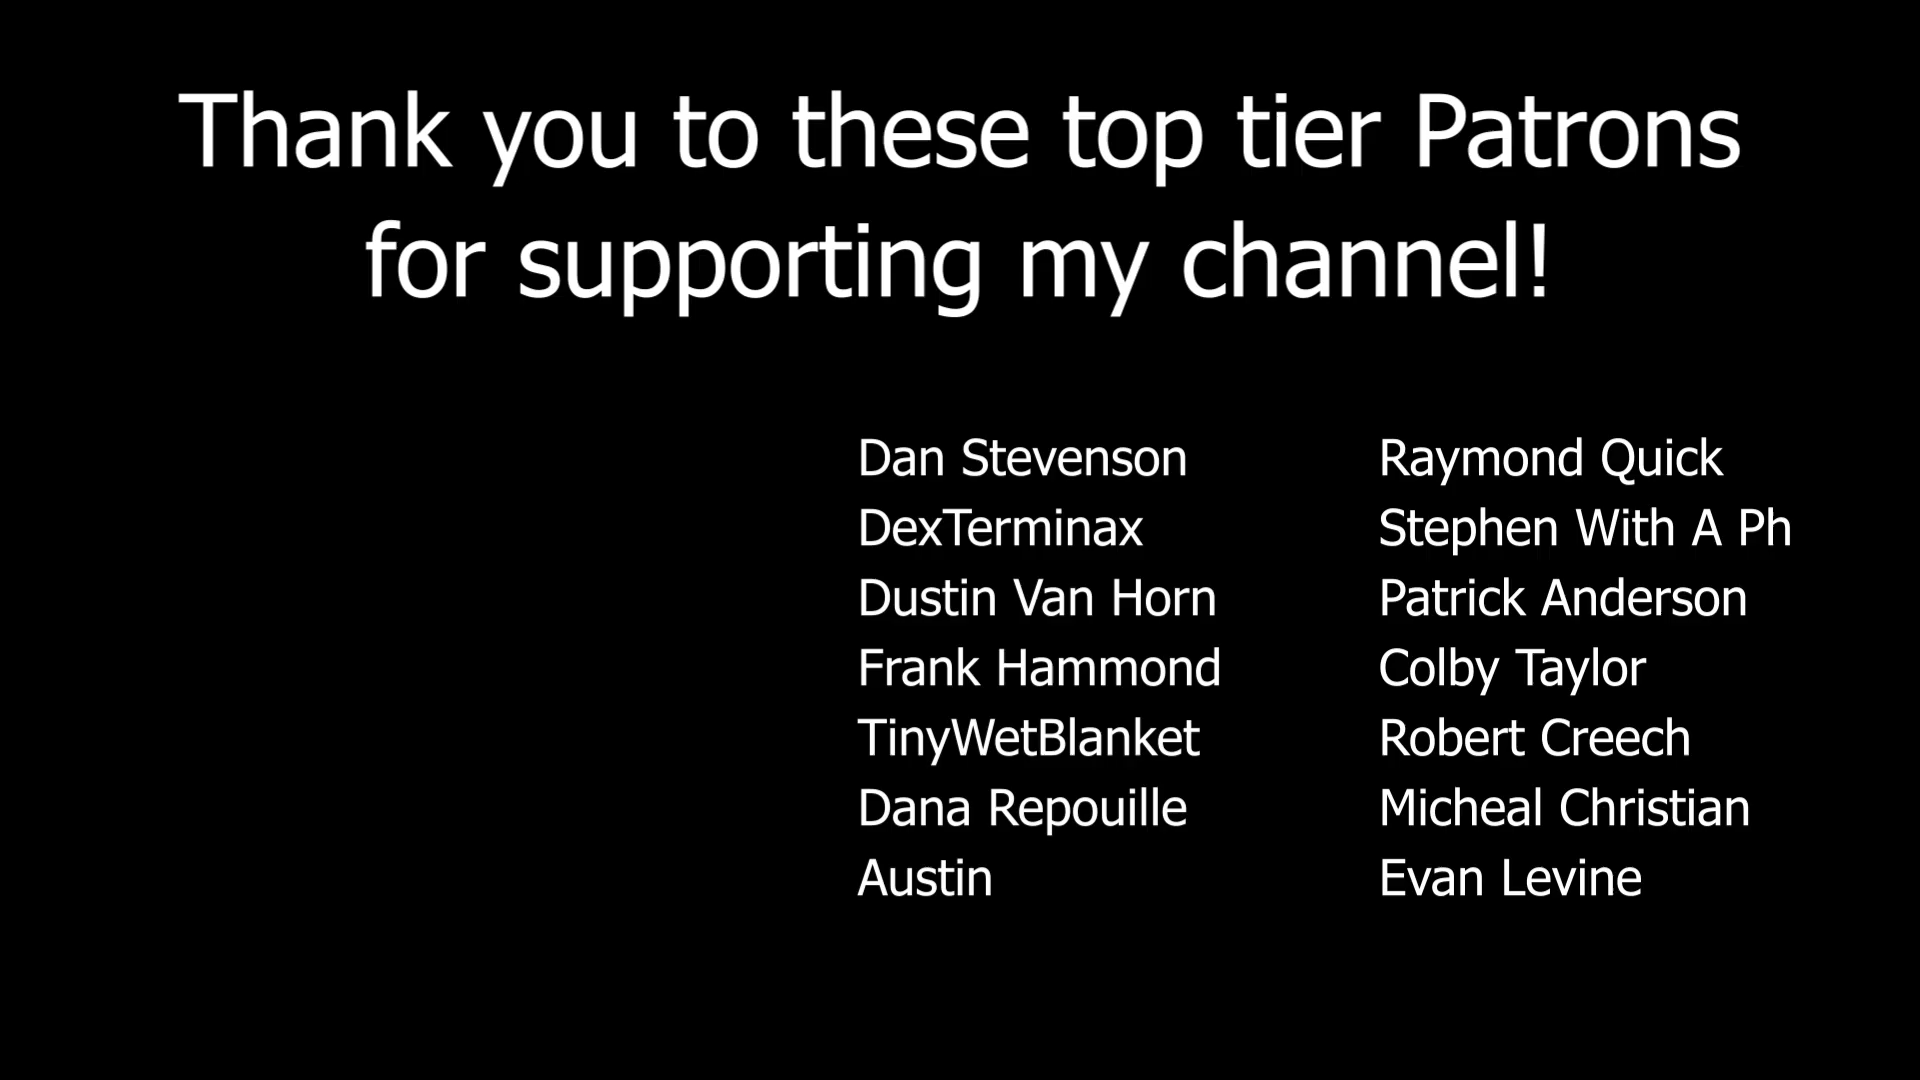 Thank you to these top tier Patrons
for supporting my channel!
Dan Stevenson
DexTerminax
Dustin Van Horn
Frank Hammond
TinyWetBlanket
Dana Repouille
Austin
Raymond Quick
Stephen With A Ph
Patrick Anderson
Colby Taylor
Robert Creech
Micheal Christian
Evan Levine